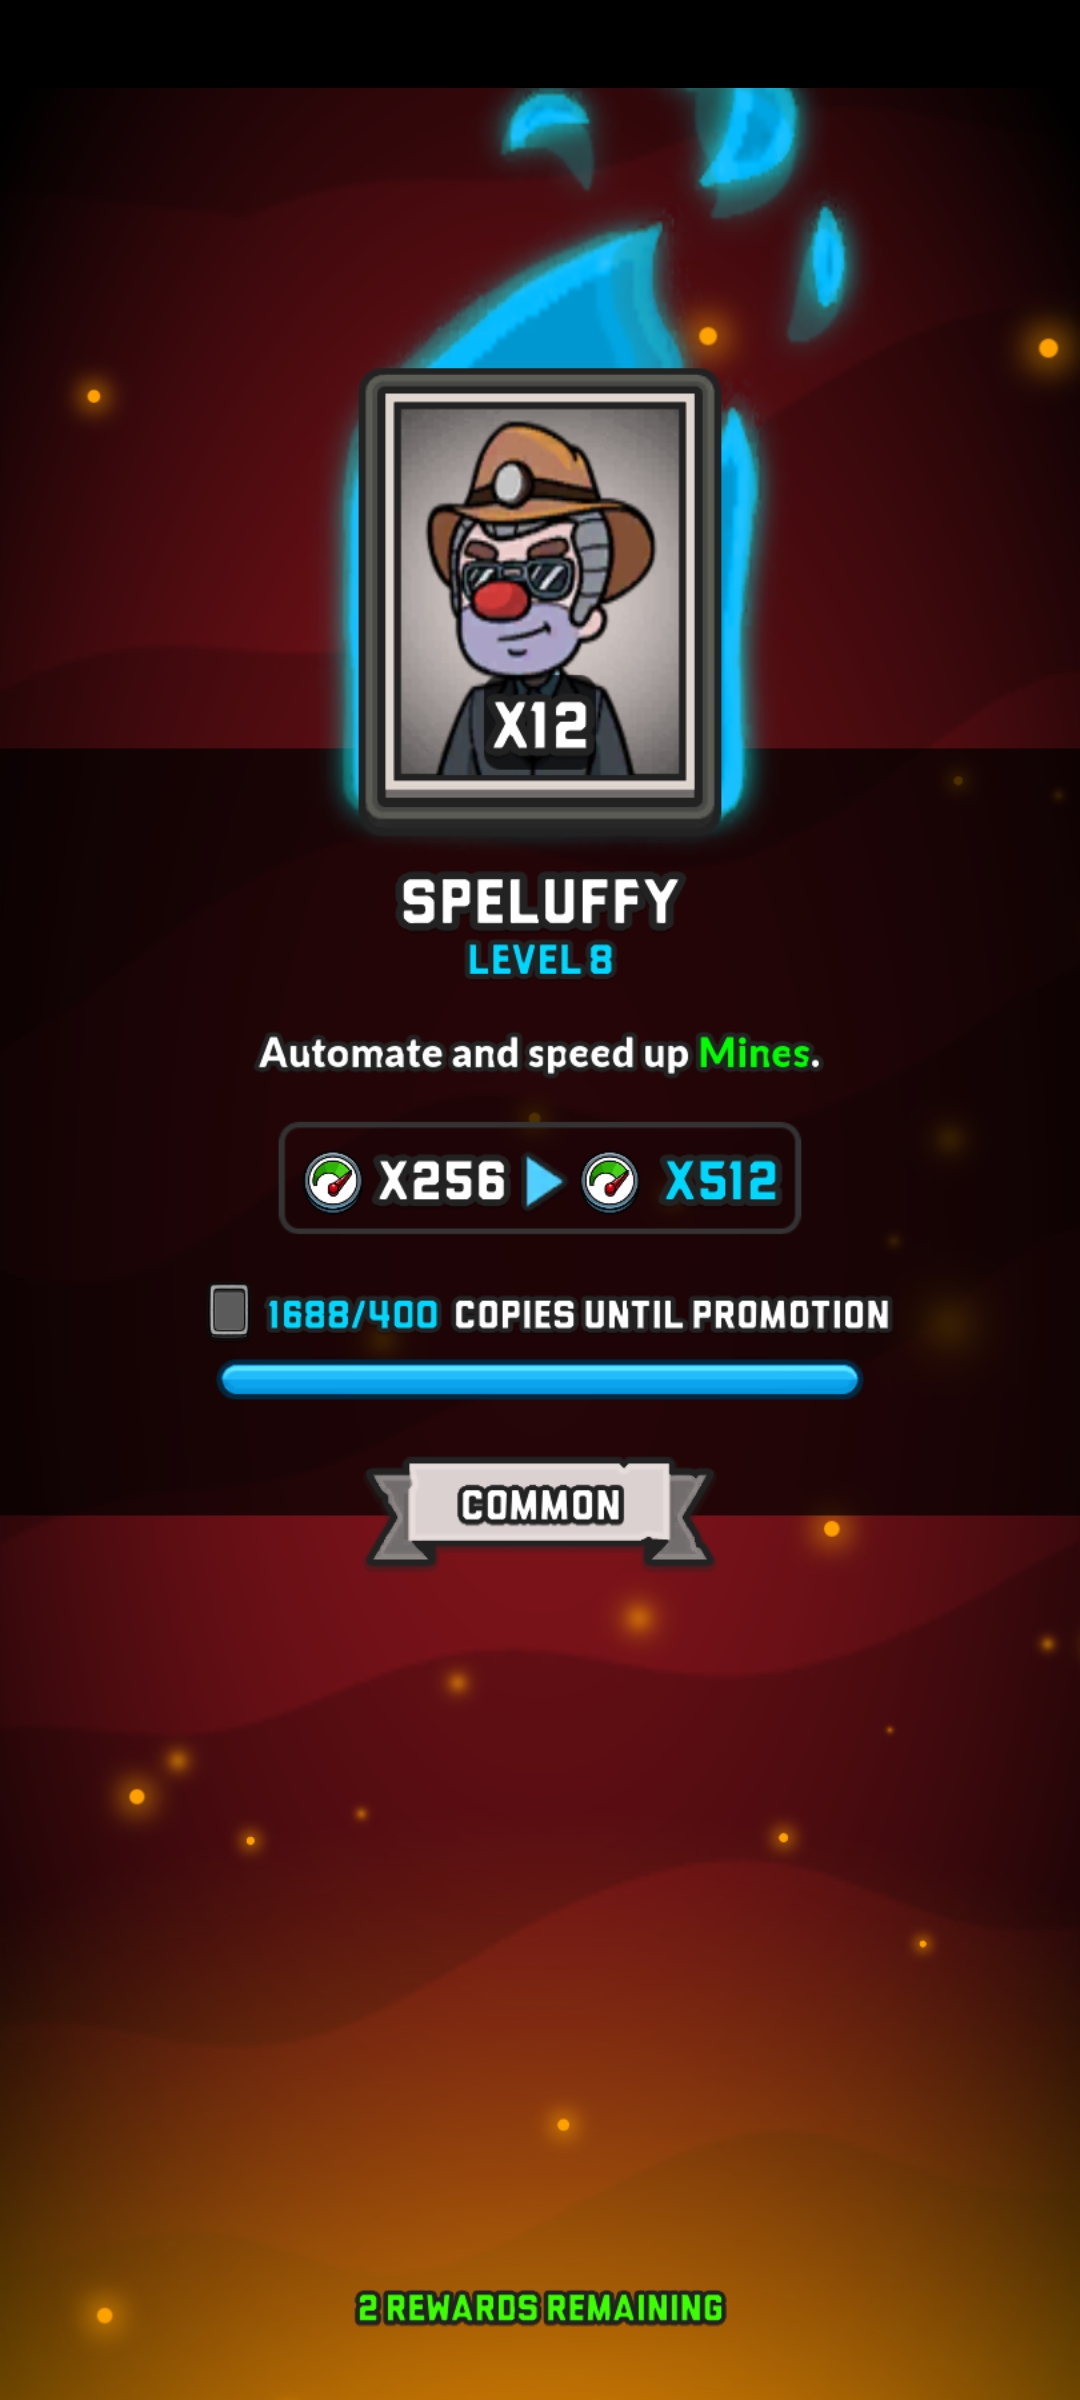 X12
SPELUFFY
LEVEL 8
Automate and speed up Mines.
X256 X512
1688/400 COPIES UNTIL PROMOTION
COMMON
2 REWARDS REMAINING